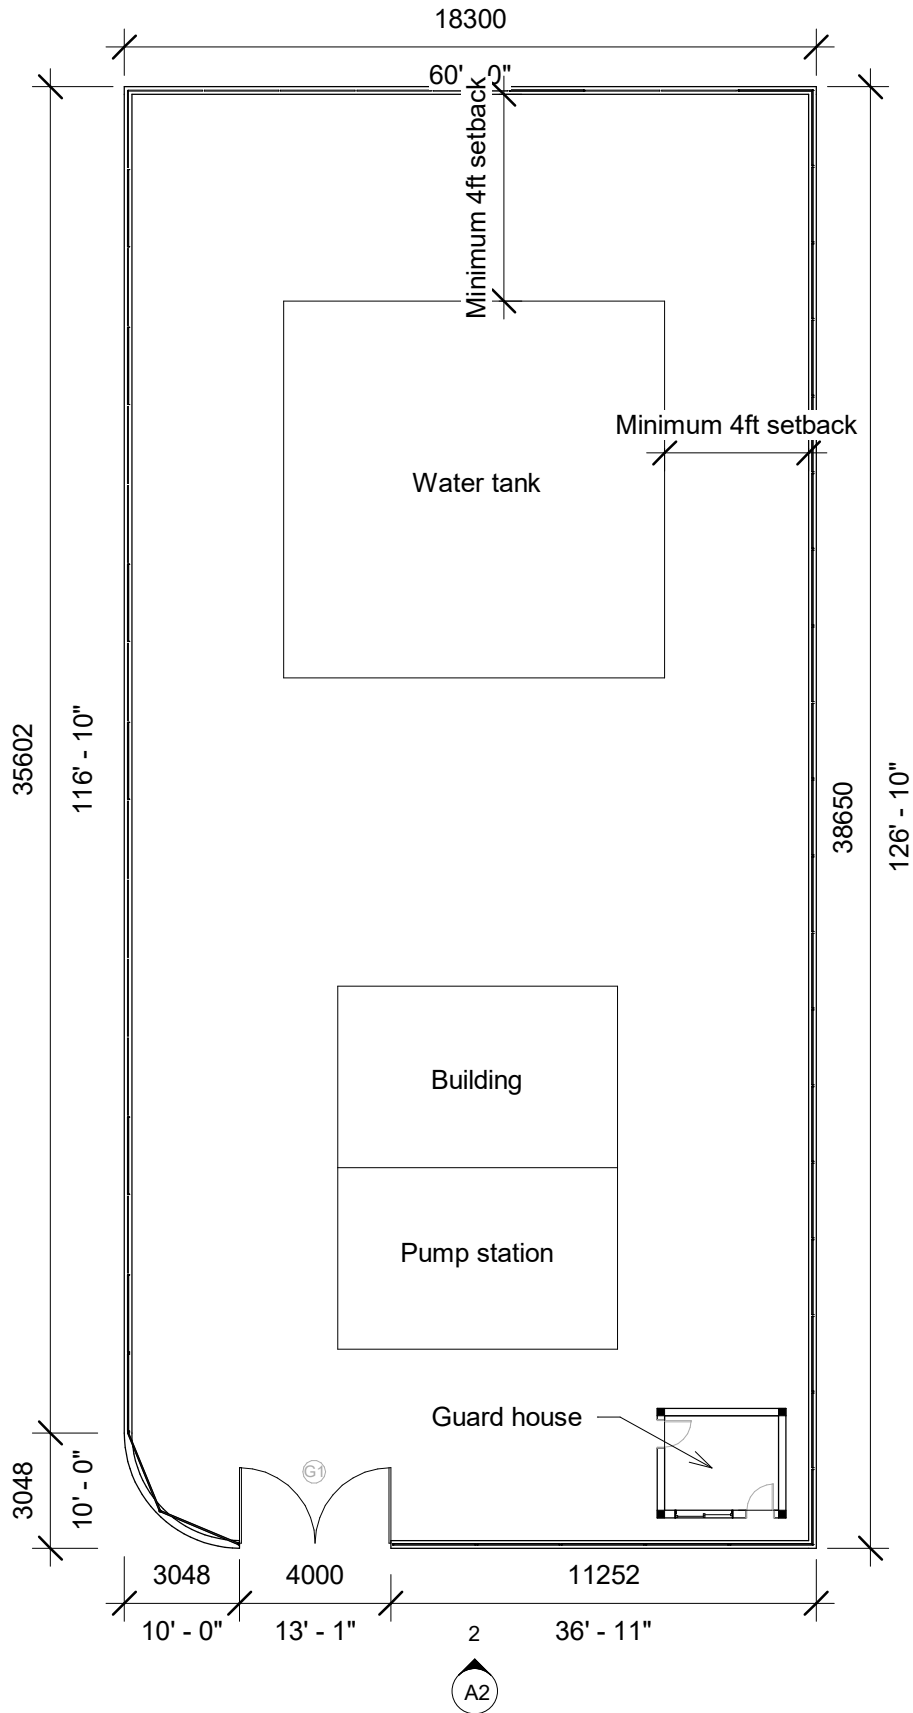 18300
60' - 0"
Minimum 4ft setback
Minimum 4ft setback
Water tank
35602
116' - 10"
38650
126' - 10"
Building
Pump station
Guard house
G1
3048
10' - 0"
3048
4000
11252
10' - 0"
13' - 1"
36' - 11"
2
A2